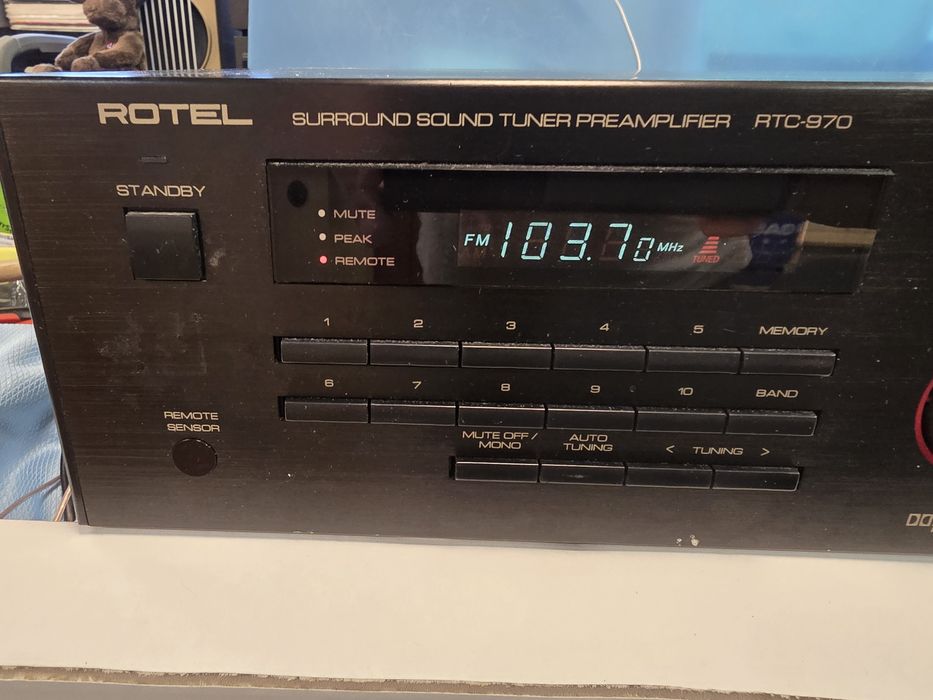 ROTEL
SURROUND SOUND TUNER PREAMPLIFIER RTC-970
STANDBY
MUTE
PEAK
REMOTE
FM 103.70 MHz
TUNED
1 2 3 4 5 MEMORY
6 7 8 9 10 BAND
REMOTE
SENSOR
MUTE OFF /
MONO
AUTO
TUNING
< TUNING >